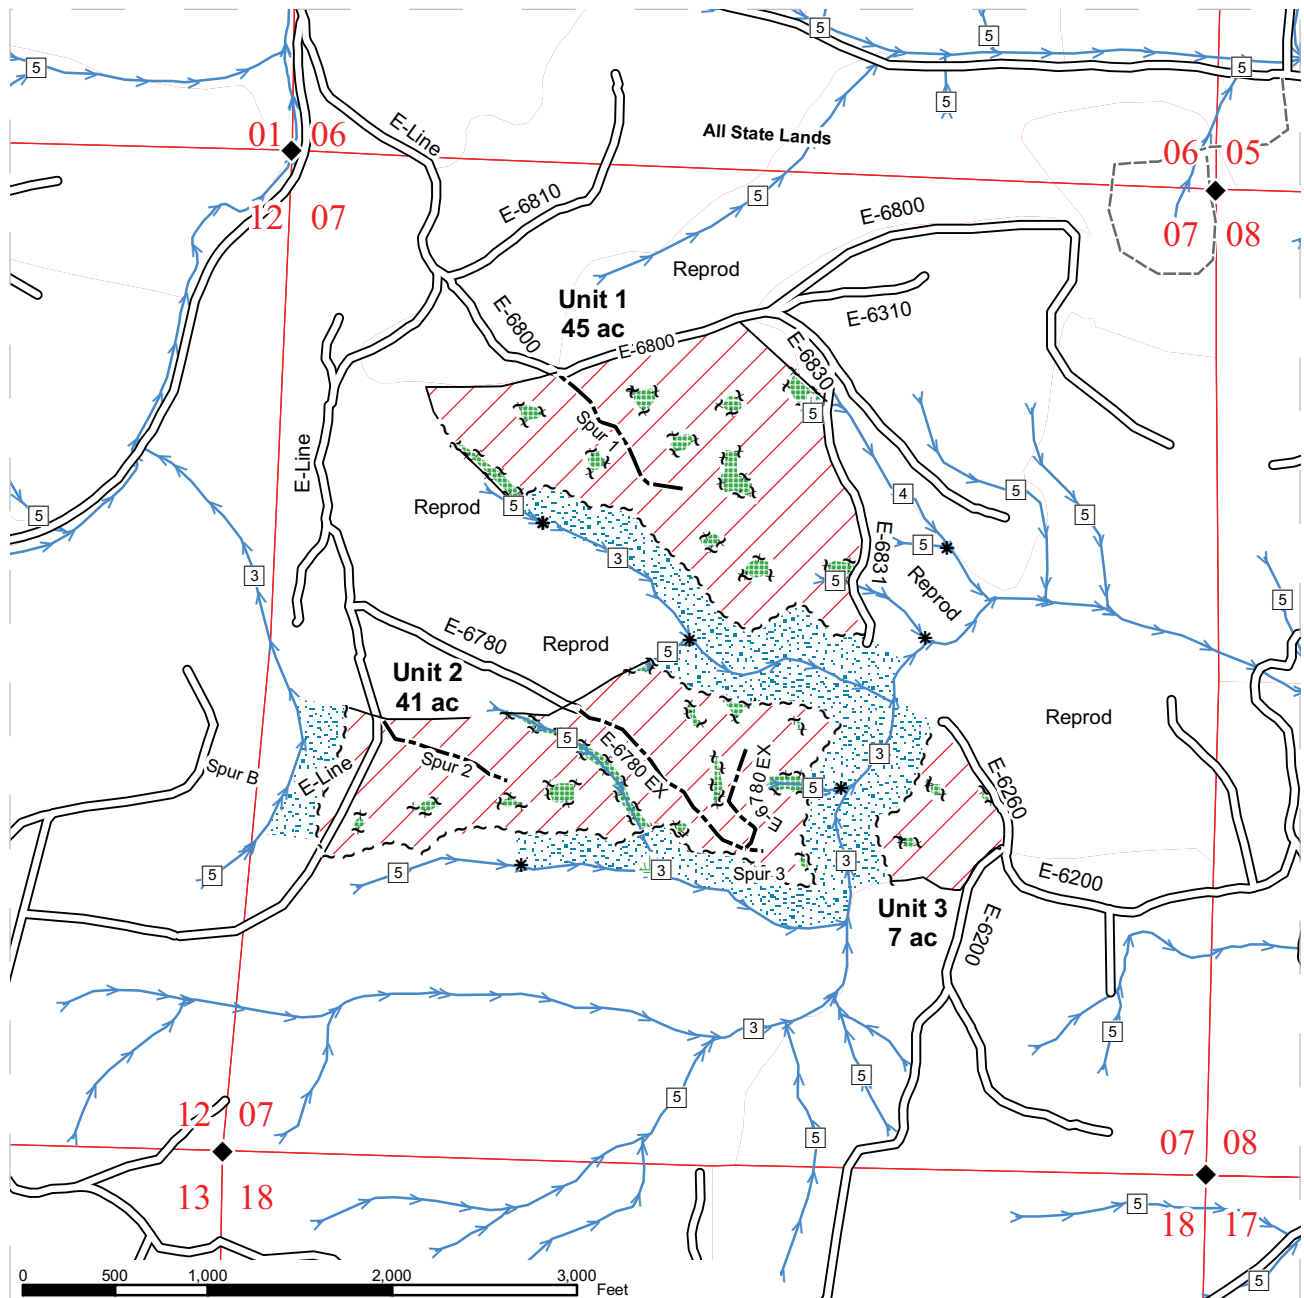 5
5
5
5
5
E-Line
All State Lands
01 06
06 05
12 07
07 08
5
E-6810
E-6800
Reprod
Unit 1
45 ac
E-6800
E-6310
E-6800
E-6830
5
Spur 1
E-Line
Reprod
5
4
5
5
5
5
3
3
5
E-6831
5
Reprod
5
E-6780
Reprod
5
Unit 2
41 ac
Reprod
5
E-6780 EX
3
Spur B
E-Line
Spur 2
E-6780 EX
5
E-6260
5
5
3
3
Spur 3
E-6200
Unit 3
7 ac
E-6200
3
5
5
5
5
12 07
07 08
13 18
18 17
5
5
0 500 1,000 2,000 3,000
Feet